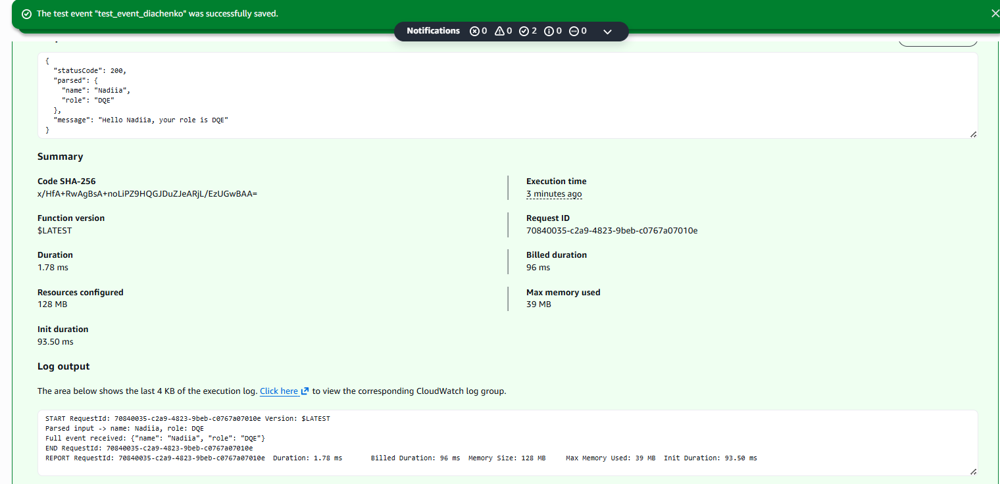 The test event "test_event_diachenko" was successfully saved.
Notifications 0 0 2 0 0
{
"statusCode": 200,
"parsed": {
"name": "Nadiia",
"role": "DQE"
},
"message": "Hello Nadiia, your role is DQE"
}
Summary
Code SHA-256
x/HfA+RwAgBsA+noLiPZ9HQGJDuZJeARjL/EzUGwBAA=
Execution time
3 minutes ago
Function version
$LATEST
Request ID
70840035-c2a9-4823-9beb-c0767a07010e
Duration
1.78 ms
Billed duration
96 ms
Resources configured
128 MB
Max memory used
39 MB
Init duration
93.50 ms
Log output
The area below shows the last 4 KB of the execution log. Click here to view the corresponding CloudWatch log group.
START RequestId: 70840035-c2a9-4823-9beb-c0767a07010e Version: $LATEST
Parsed input -> name: Nadiia, role: DQE
Full event received: {"name": "Nadiia", "role": "DQE"}
END RequestId: 70840035-c2a9-4823-9beb-c0767a07010e
REPORT RequestId: 70840035-c2a9-4823-9beb-c0767a07010e Duration: 1.78 ms Billed Duration: 96 ms Memory Size: 128 MB Max Memory Used: 39 MB Init Duration: 93.50 ms